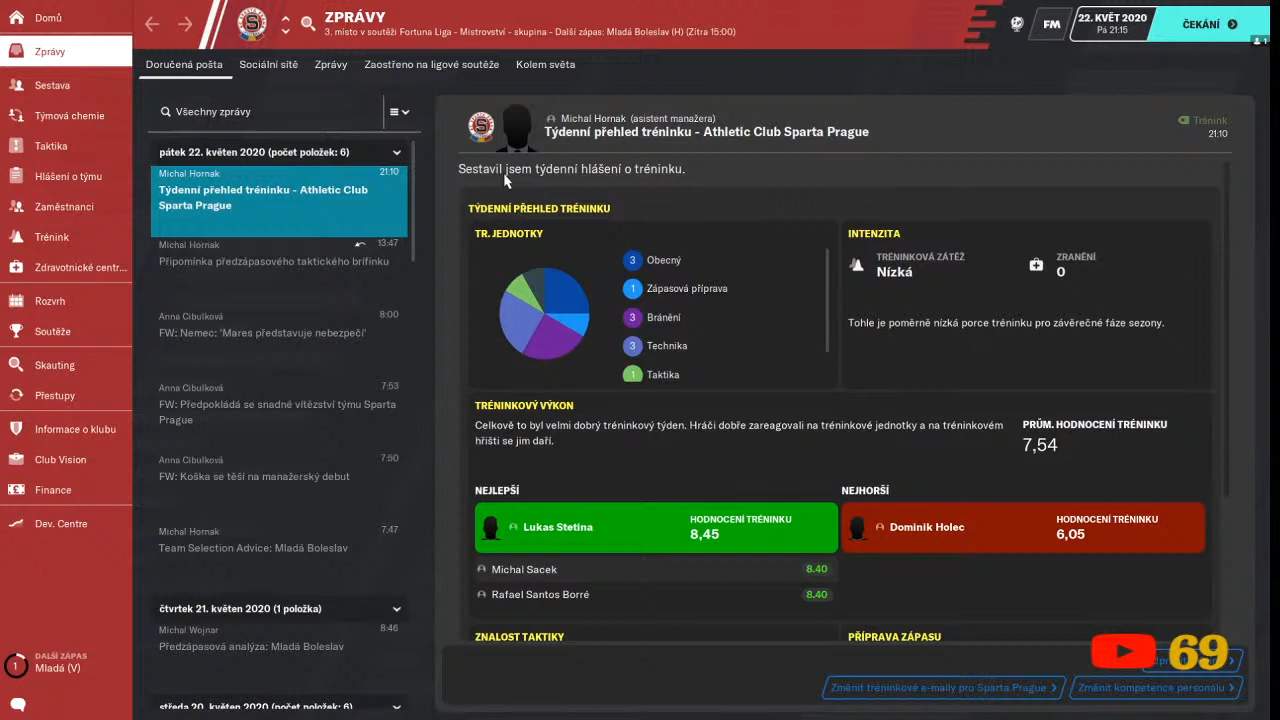 Domů
Zprávy
Sestava
Týmová chemie
Taktika
Hlášení o týmu
Zaměstnanci
Trénink
Zdravotnické centr...
Rozvrh
Soutěže
Skauting
Přestupy
Informace o klubu
Club Vision
Finance
Dev. Centre
DALŠÍ ZÁPAS
1
Mladá (V)
ZPRÁVY
3. místo v soutěži Fortuna Liga - Mistrovství - skupina - Další zápas: Mladá Boleslav (H) (Zítra 15:00)
FM
22. KVĚT 2020
Pá 21:15
ČEKÁNÍ
1
Doručená pošta
Sociální sítě
Zprávy
Zaostřeno na ligové soutěže
Kolem světa
Všechny zprávy
pátek 22. květen 2020 (počet položek: 6)
Michal Hornak 21:10
Týdenní přehled tréninku - Athletic Club
Sparta Prague
Michal Hornak 13:47
Připomínka předzápasového taktického brífinku
Anna Cibulková 8:00
FW: Nemec: 'Mares představuje nebezpečí'
Anna Cibulková 7:53
FW: Předpokládá se snadné vítězství týmu Sparta
Prague
Anna Cibulková 7:50
FW: Koška se těší na manažerský debut
Michal Hornak 7:47
Team Selection Advice: Mladá Boleslav
čtvrtek 21. květen 2020 (1 položka)
Michal Wojnar 8:46
Předzápasová analýza: Mladá Boleslav
středa 20. květen 2020 (počet položek: 6)
Michal Hornak (asistent manažera)
Týdenní přehled tréninku - Athletic Club Sparta Prague
Trénink
21:10
Sestavil jsem týdenní hlášení o tréninku.
TÝDENNÍ PŘEHLED TRÉNINKU
TR. JEDNOTKY
3 Obecný
1 Zápasová příprava
3 Bránění
3 Technika
1 Taktika
INTENZITA
TRÉNINKOVÁ ZÁTĚŽ
Nízká
ZRANĚNÍ
0
Tohle je poměrně nízká porce tréninku pro závěrečné fáze sezony.
TRÉNINKOVÝ VÝKON
Celkově to byl velmi dobrý tréninkový týden. Hráči dobře zareagovali na tréninkové jednotky a na tréninkovém
hřišti se jim daří.
PRŮM. HODNOCENÍ TRÉNINKU
7,54
NEJLEPŠÍ
Lukas Stetina
HODNOCENÍ TRÉNINKU
8,45
Michal Sacek 8.40
Rafael Santos Borré 8.40
NEJHORŠÍ
Dominik Holec
HODNOCENÍ TRÉNINKU
6,05
ZNALOST TAKTIKY
PŘÍPRAVA ZÁPASU
69
Změnit tréninkové e-maily pro Sparta Prague
Změnit kompetence personálu